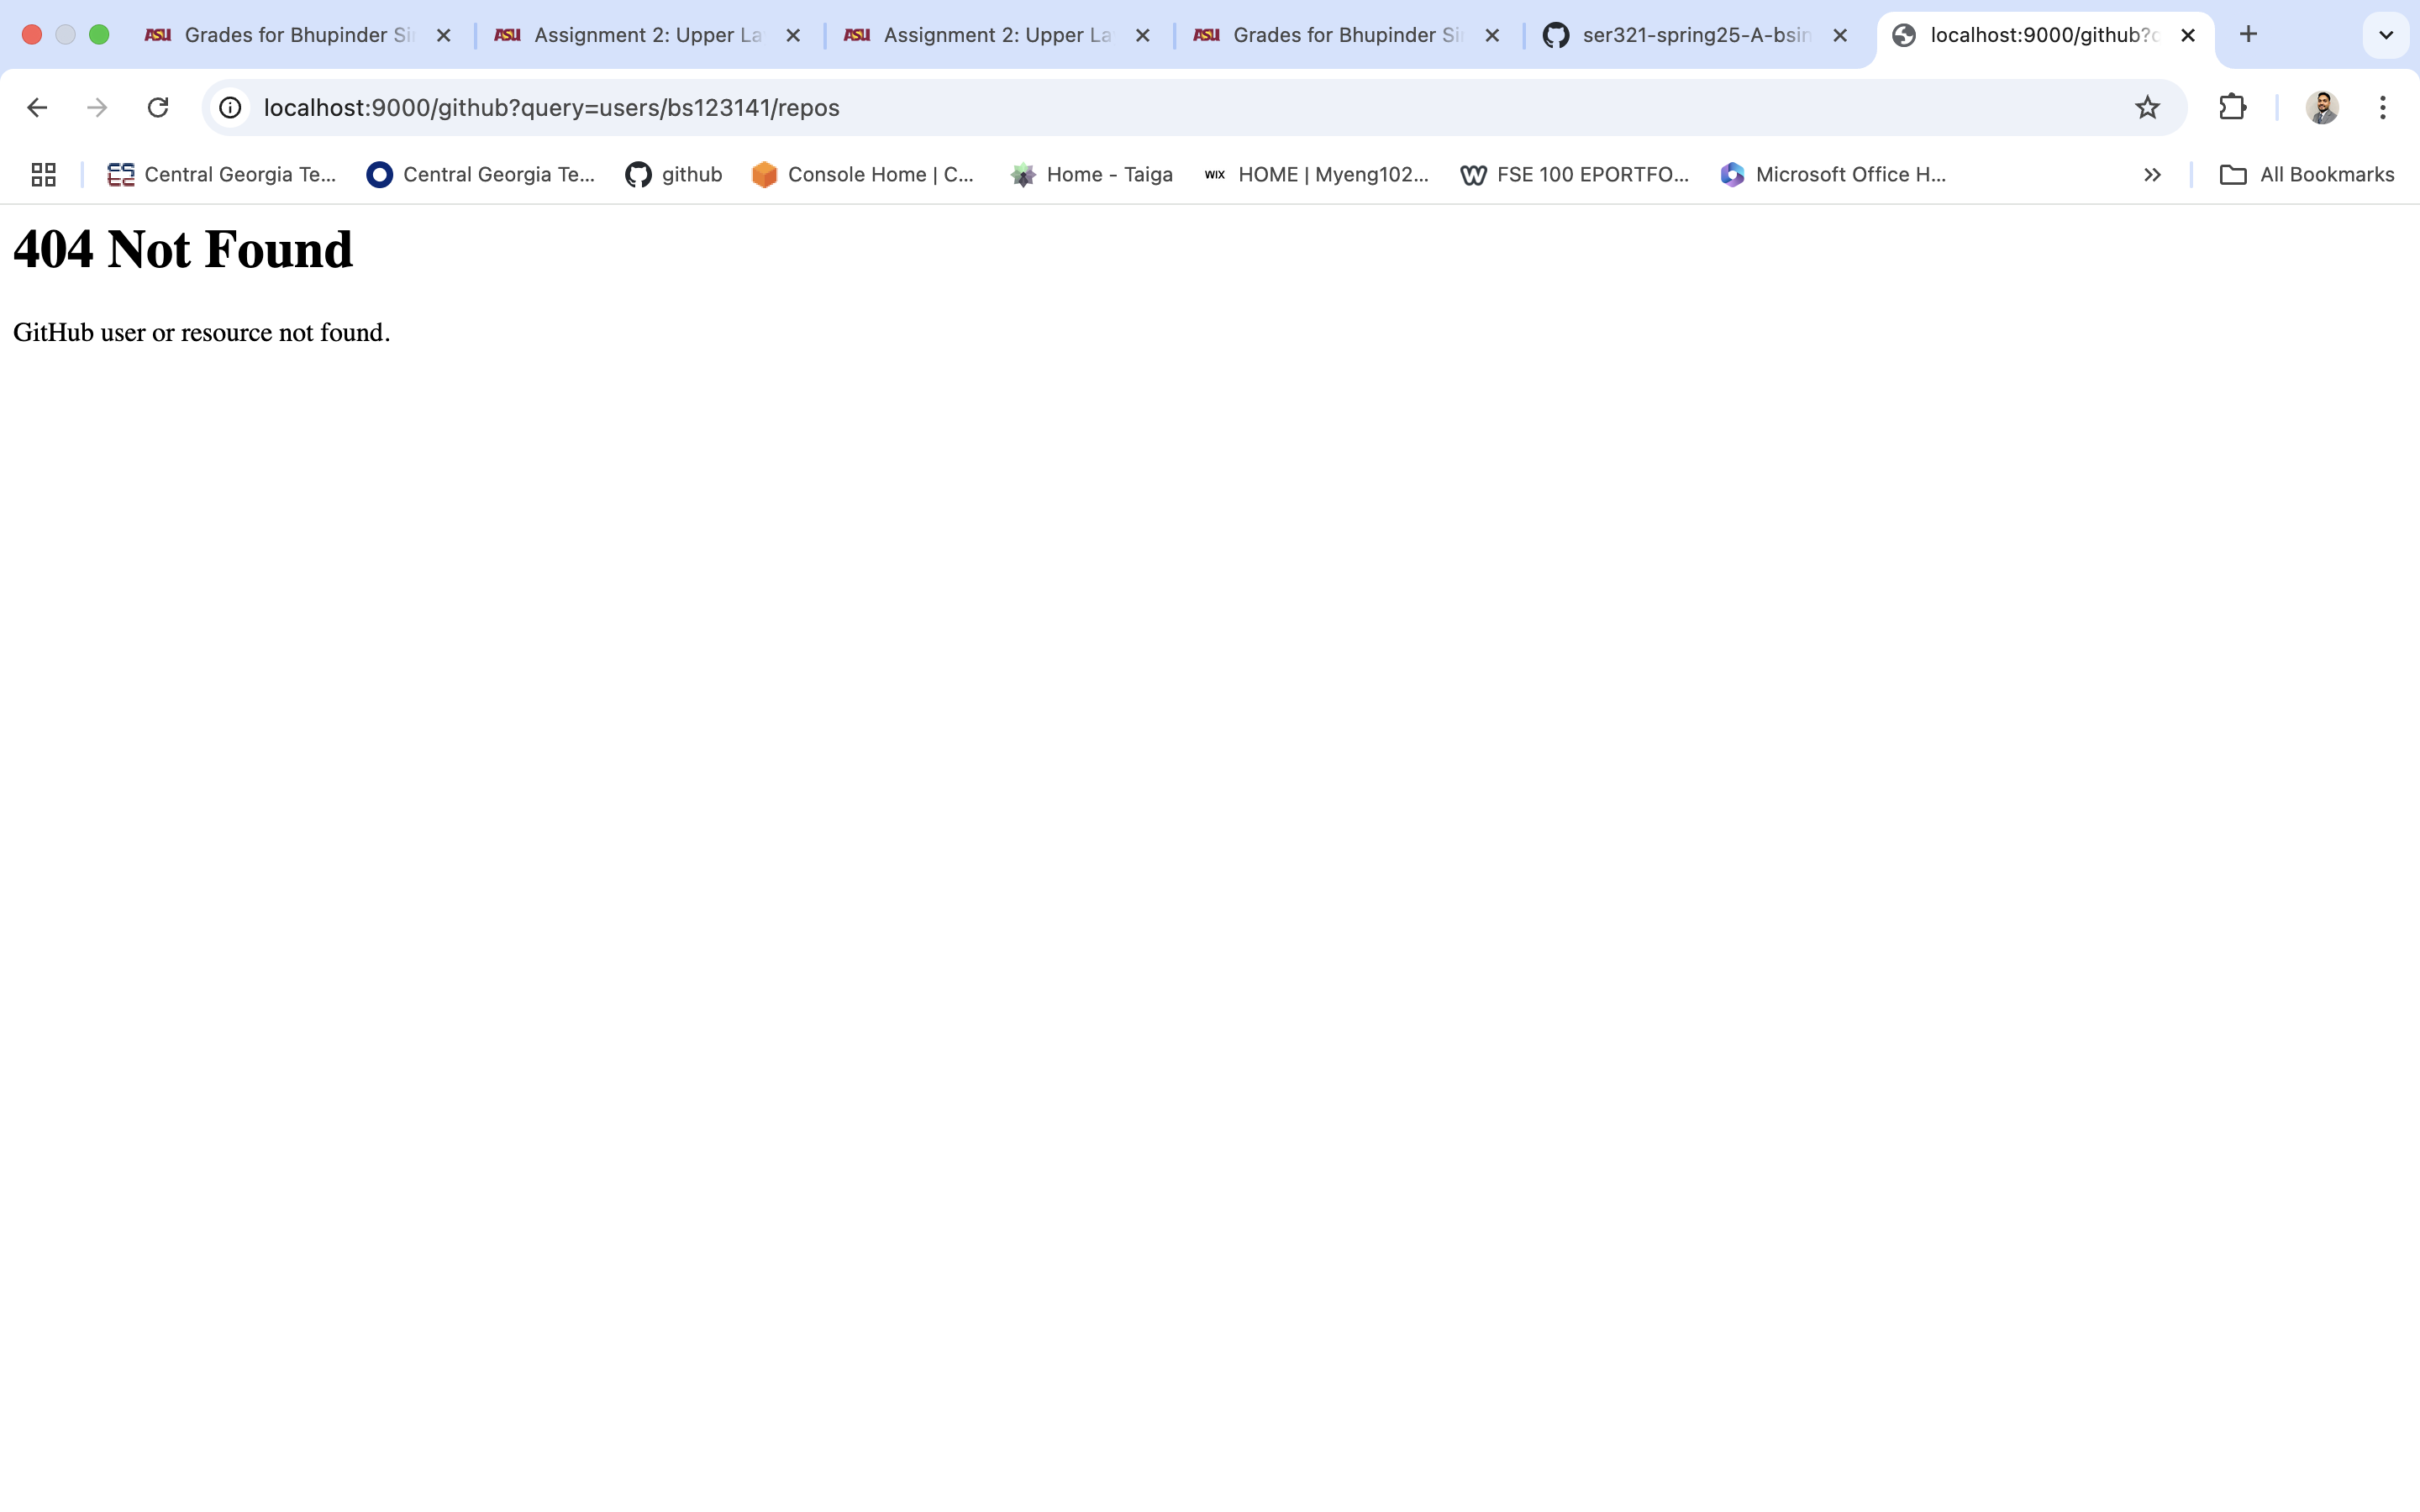 ASU Grades for Bhupinder Si
ASU Assignment 2: Upper La
ASU Assignment 2: Upper La
ASU Grades for Bhupinder Si
ser321-spring25-A-bsin
localhost:9000/github?
localhost:9000/github?query=users/bs123141/repos
Central Georgia Te...
Central Georgia Te...
github
Console Home | C...
Home - Taiga
WIX HOME | Myeng102...
FSE 100 EPORTFO...
Microsoft Office H...
All Bookmarks
404 Not Found
GitHub user or resource not found.